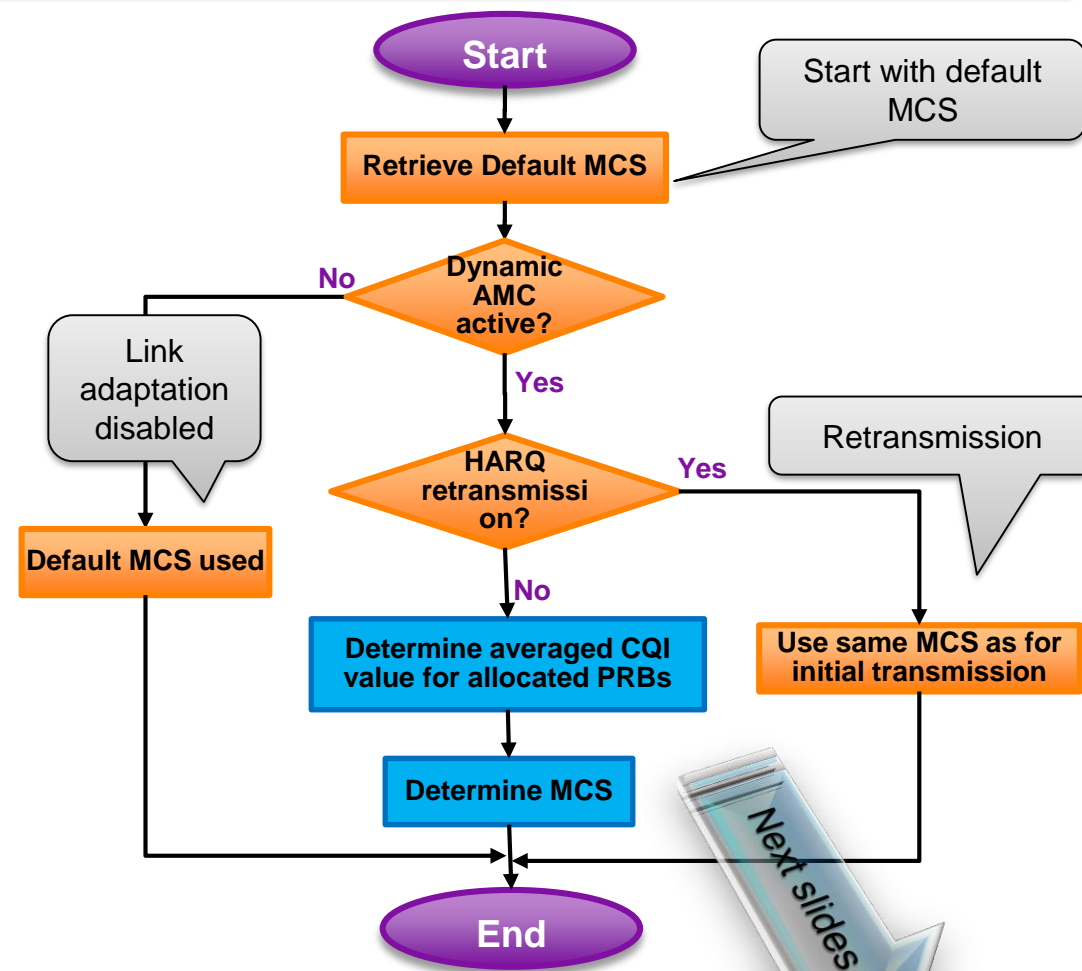 Start
Start with default
MCS
Retrieve Default MCS
Dynamic
AMC
active?
No
Link
adaptation
disabled
Yes
Retransmission
HARQ
retransmissi
on?
Yes
Default MCS used
No
Determine averaged CQI
value for allocated PRBs
Use same MCS as for
initial transmission
Determine MCS
Next slides
End